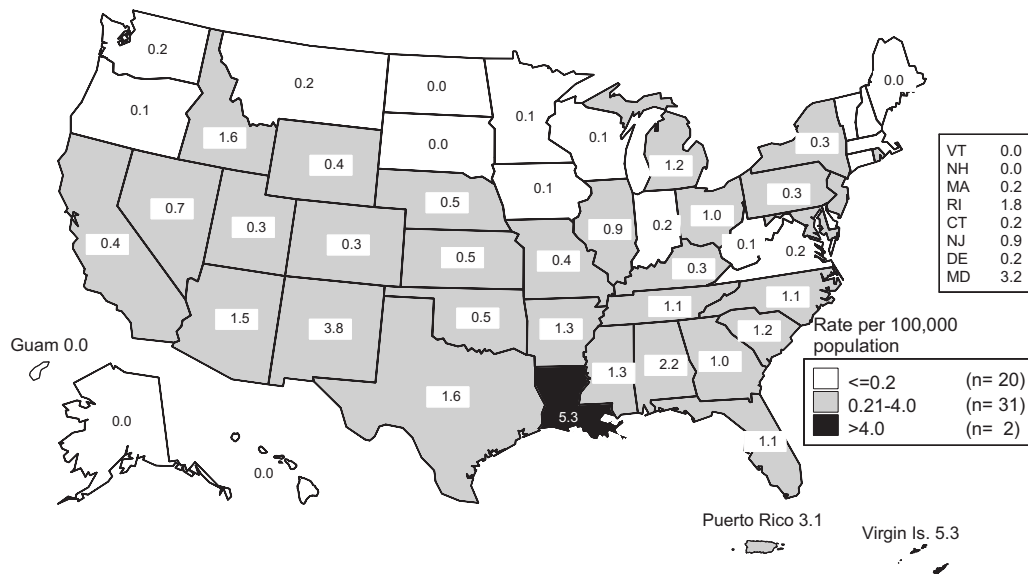 0.2
0.2
0.0
0.1
0.0
0.1
0.1
0.0
0.1
1.6
0.4
0.0
0.1
1.2
0.3
VT 0.0
NH 0.0
MA 0.2
RI 1.8
CT 0.2
NJ 0.9
DE 0.2
MD 3.2
0.7
0.3
0.3
0.5
0.1
0.9
0.2
1.0
0.3
0.4
0.5
0.4
0.3
0.1
0.2
1.5
3.8
0.5
1.3
1.1
1.1
1.6
5.3
1.3
2.2
1.0
1.2
1.1
Rate per 100,000
population
<=0.2 (n= 20)
0.21-4.0 (n= 31)
>4.0 (n= 2)
Guam 0.0
0.0
0.0
Puerto Rico 3.1
Virgin Is. 5.3